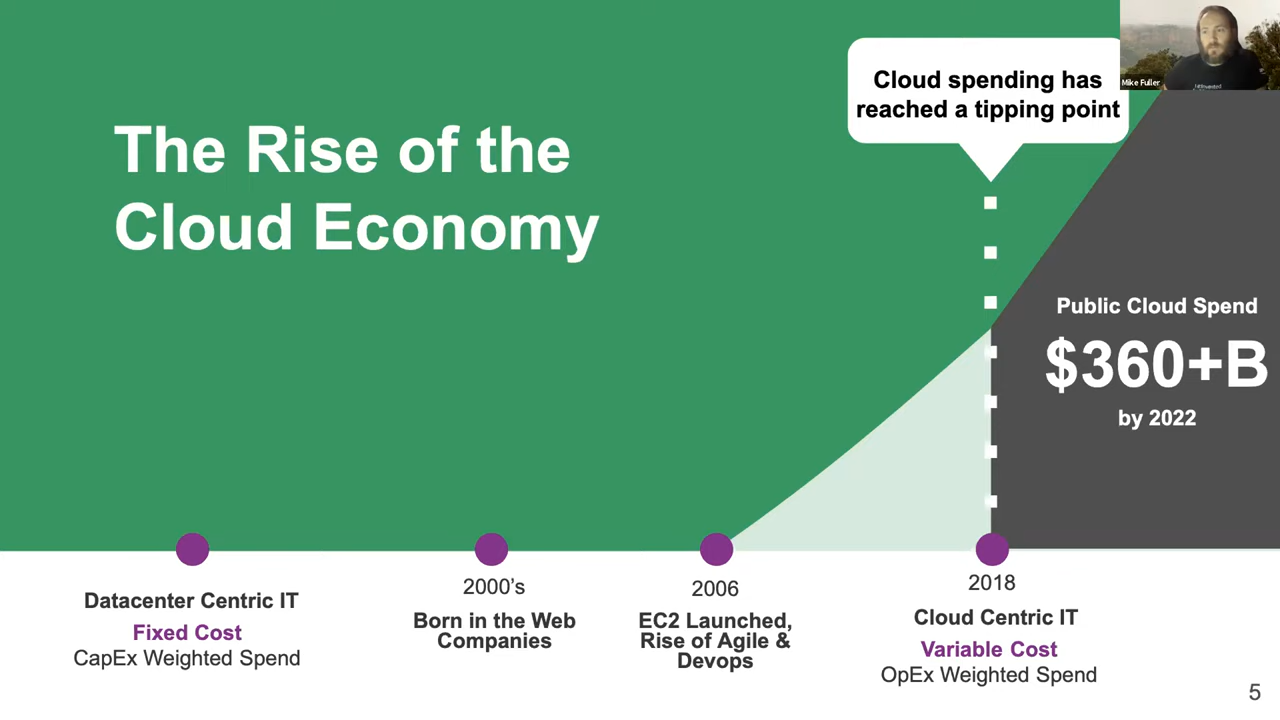 The Rise of the
Cloud Economy
Cloud spending has
reached a tipping point
Mike Fuller
Public Cloud Spend
$360+B
by 2022
Datacenter Centric IT
Fixed Cost
CapEx Weighted Spend
2000's
Born in the Web
Companies
2006
EC2 Launched,
Rise of Agile &
Devops
2018
Cloud Centric IT
Variable Cost
OpEx Weighted Spend
5